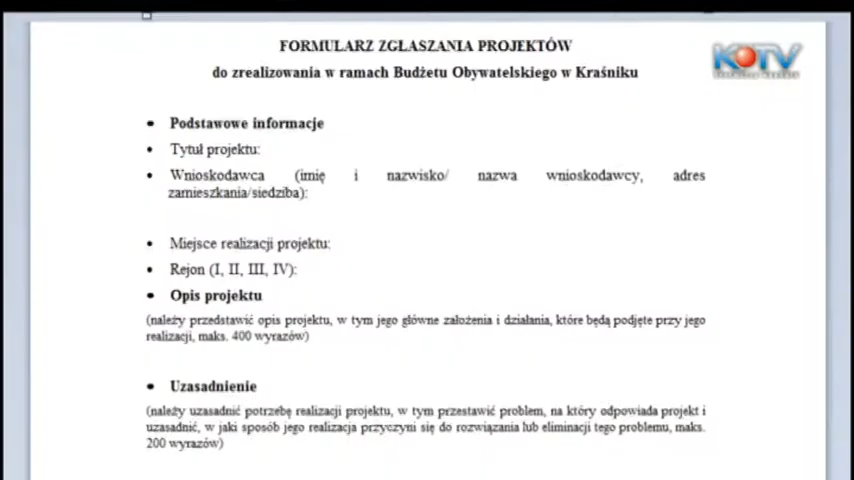 FORMULARZ ZGŁASZANIA PROJEKTÓW
do zrealizowania w ramach Budżetu Obywatelskiego w Kraśniku
KOTV
• Podstawowe informacje
• Tytuł projektu:
• Wnioskodawca (imię i nazwisko/ nazwa wnioskodawcy, adres
zamieszkania/siedziba):
• Miejsce realizacji projektu:
• Rejon (I, II, III, IV):
• Opis projektu
(należy przedstawić opis projektu, w tym jego główne założenia i działania, które będą podjęte przy jego
realizacji, maks. 400 wyrazów)
• Uzasadnienie
(należy uzasadnić potrzebę realizacji projektu, w tym przestawić problem, na który odpowiada projekt i
uzasadnić, w jaki sposób jego realizacja przyczyni się do rozwiązania lub eliminacji tego problemu, maks.
200 wyrazów)